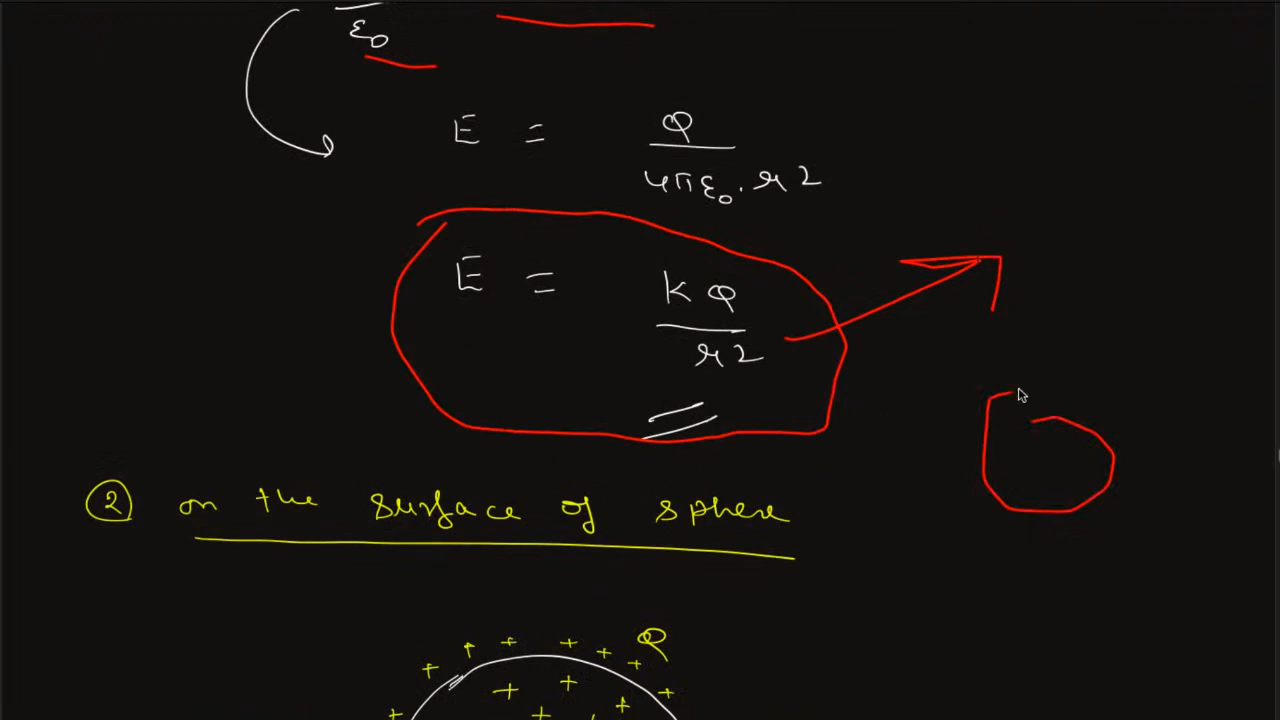 ε₀
E = Q / 4πε₀.r2
E = kQ / r2
② on the surface of sphere
+ + + + + + + Q
+ + + + +